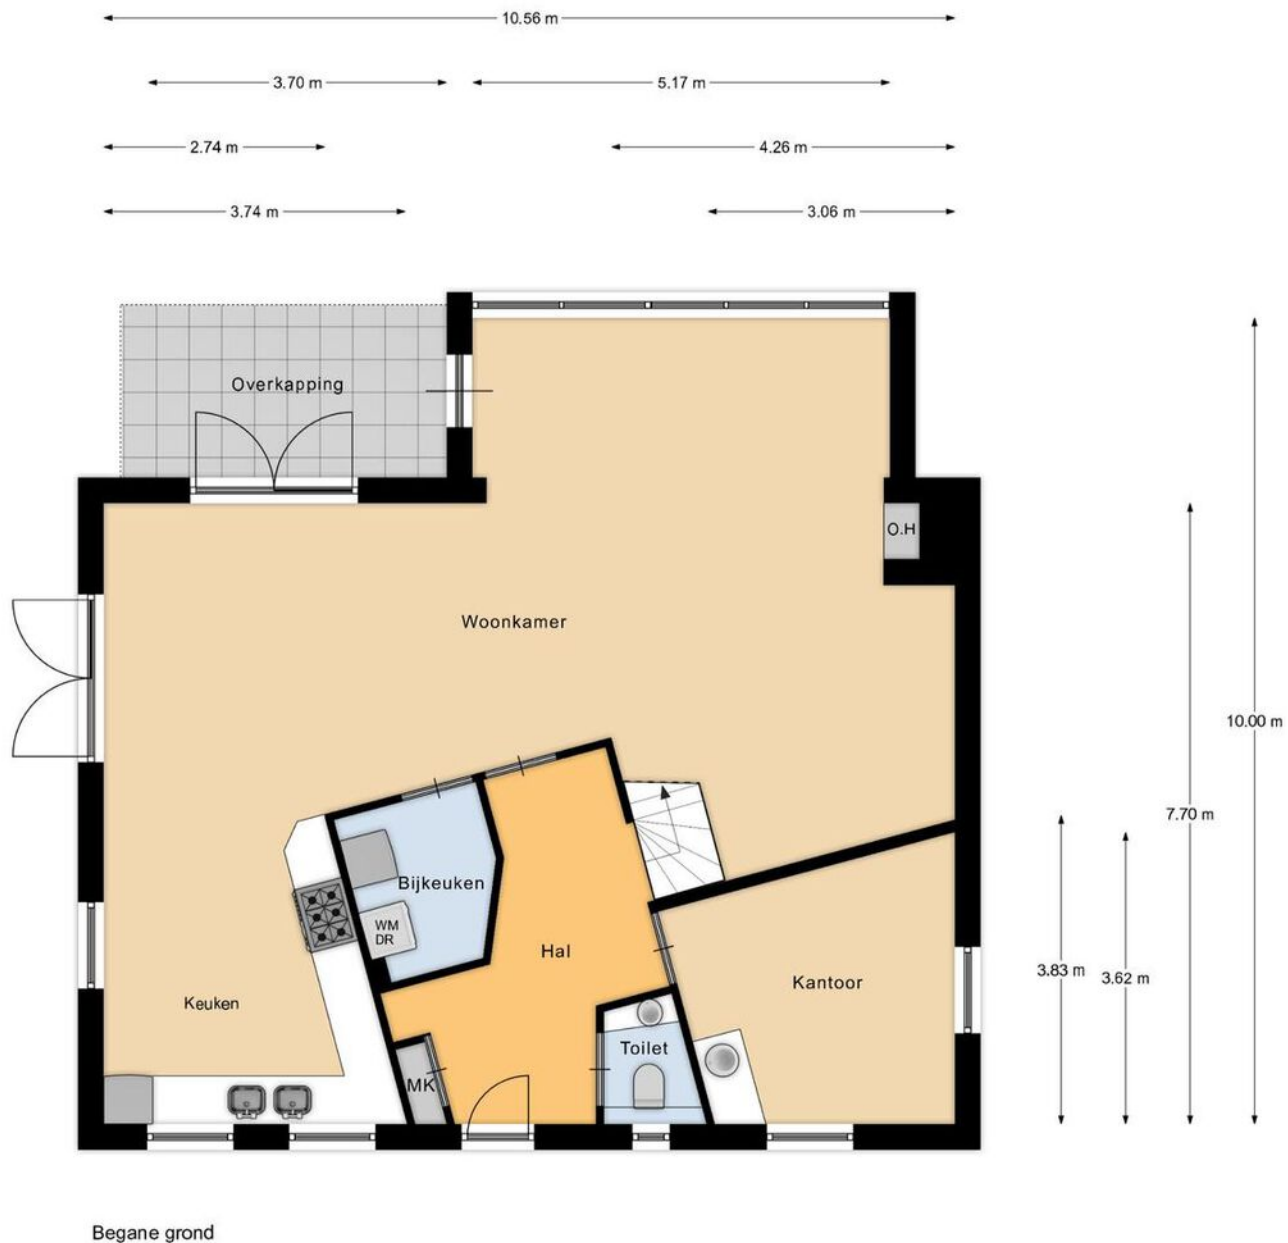 10.56 m
3.70 m
5.17 m
2.74 m
4.26 m
3.74 m
3.06 m
Overkapping
O.H
Woonkamer
10.00 m
7.70 m
Bijkeuken
WM
DR
Hal
3.83 m
3.62 m
Kantoor
Keuken
Toilet
MK
Begane grond